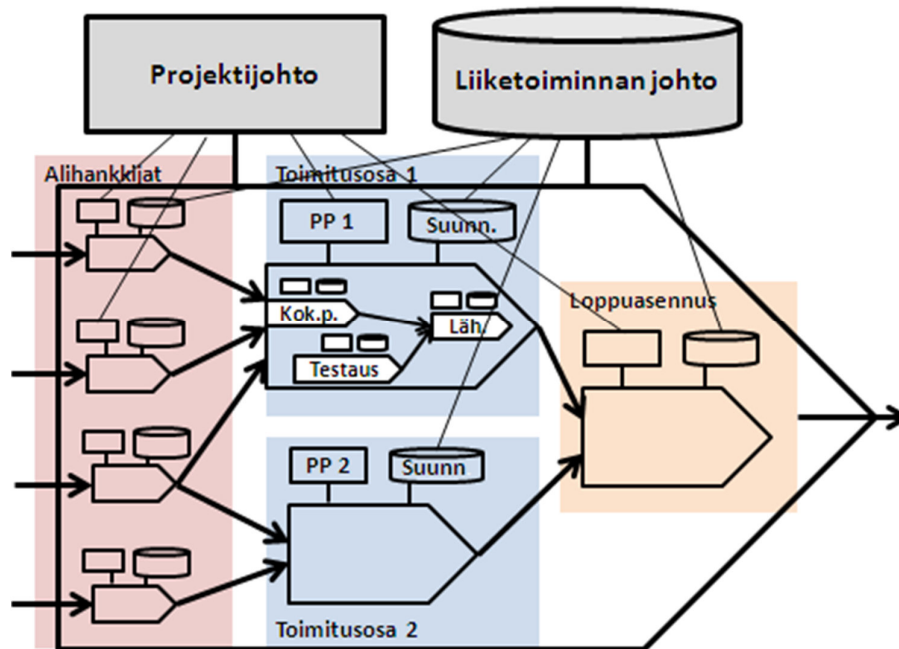 Projektijohto
Liiketoiminnan johto
Alihankkijat
Toimitusosa 1
PP 1
Suunn.
Kok.p.
Läh.
Testaus
Loppuasennus
PP 2
Suunn
Toimitusosa 2